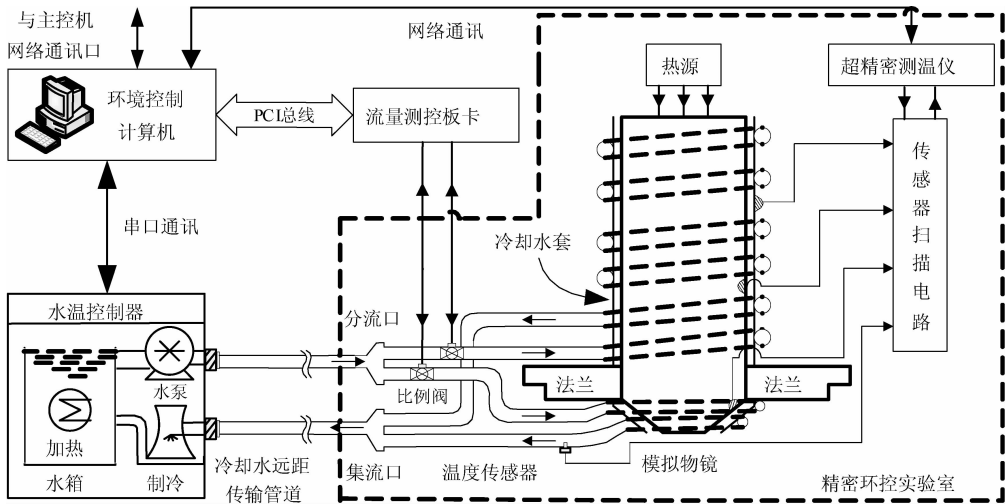 与主控机
网络通讯口
网络通讯
热源
超精密测温仪
环境控制
计算机
PCI总线
流量测控板卡
传
感
器
扫
描
电
路
串口通讯
冷却水套
水温控制器
分流口
水泵
比例阀
法兰
法兰
加热
水箱
制冷
冷却水远距
传输管道
集流口
温度传感器
模拟物镜
精密环控实验室